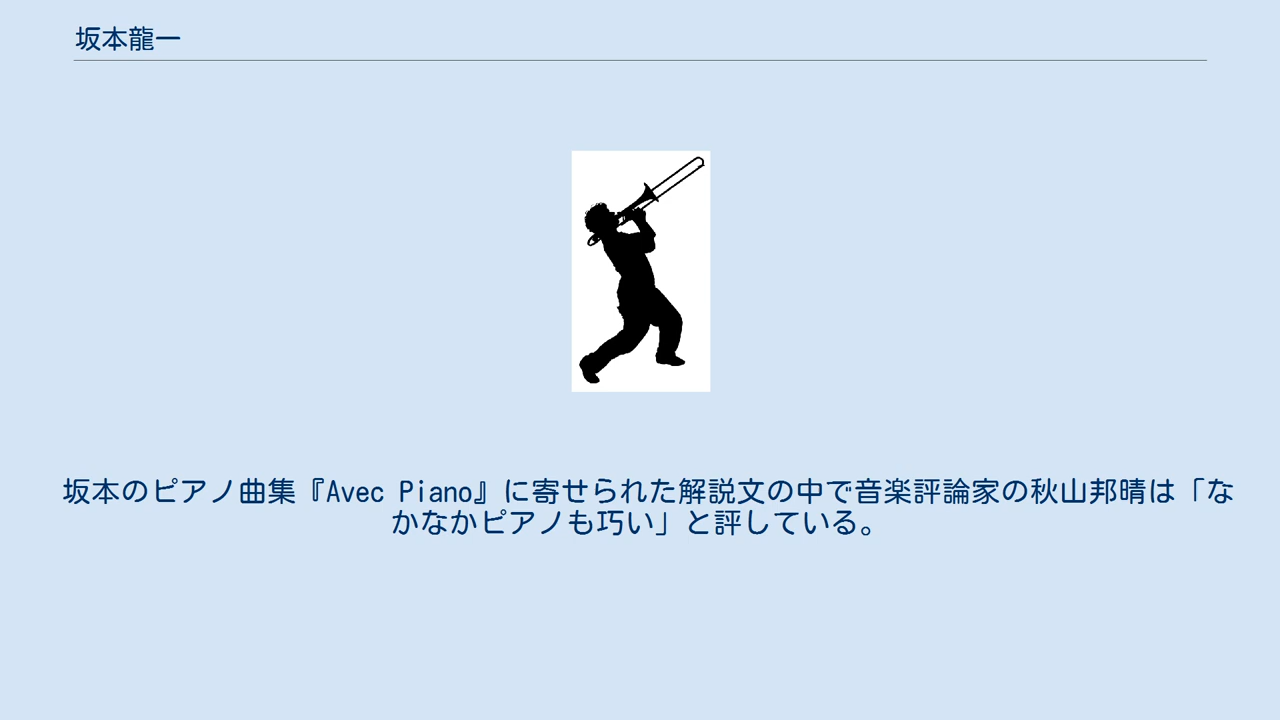 坂本龍一
坂本のピアノ曲集『Avec Piano』に寄せられた解説文の中で音楽評論家の秋山邦晴は「な
かなかピアノも巧い」と評している。